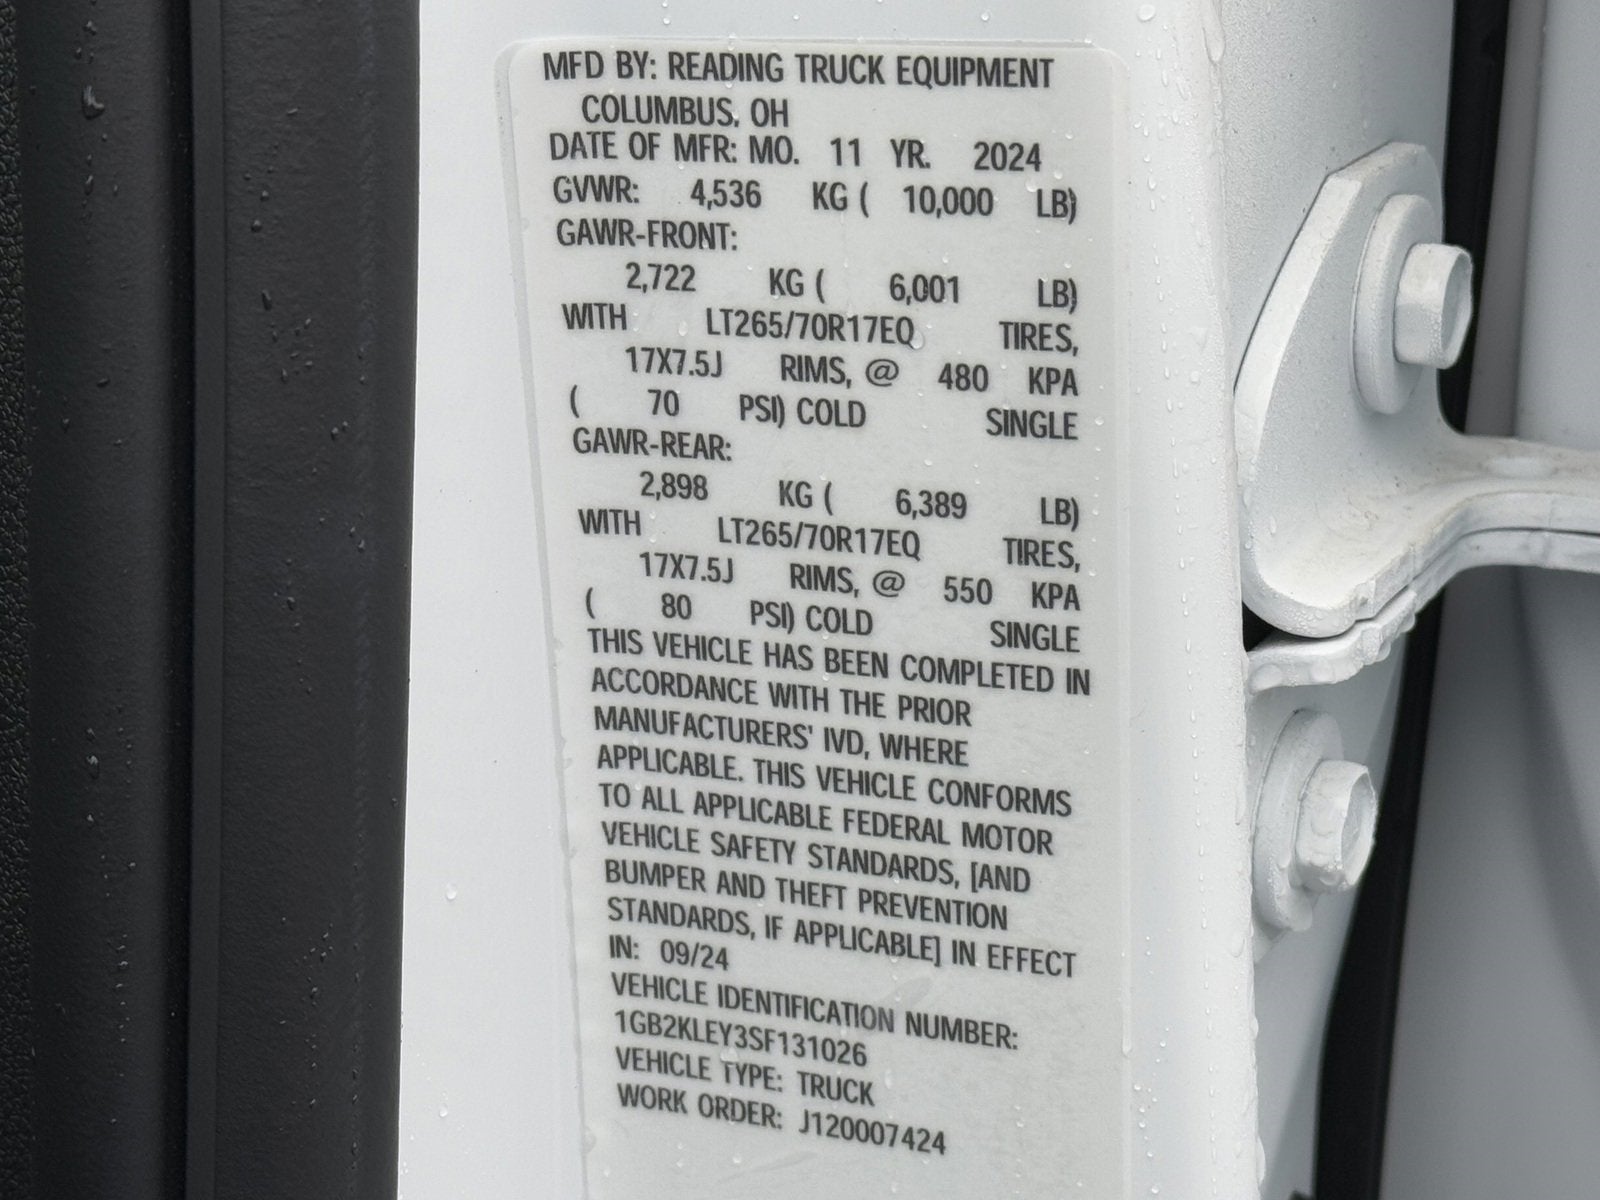 MFD BY: READING TRUCK EQUIPMENT
COLUMBUS, OH
DATE OF MFR: MO. 11 YR. 2024
GVWR: 4,536 KG ( 10,000 LB)
GAWR-FRONT:
2,722 KG ( 6,001 LB)
WITH LT265/70R17EQ TIRES,
17X7.5J RIMS, @ 480 KPA
( 70 PSI) COLD SINGLE
GAWR-REAR:
2,898 KG ( 6,389 LB)
WITH LT265/70R17EQ TIRES,
17X7.5J RIMS, @ 550 KPA
( 80 PSI) COLD SINGLE
THIS VEHICLE HAS BEEN COMPLETED IN
ACCORDANCE WITH THE PRIOR
MANUFACTURERS' IVD, WHERE
APPLICABLE. THIS VEHICLE CONFORMS
TO ALL APPLICABLE FEDERAL MOTOR
VEHICLE SAFETY STANDARDS, [AND
BUMPER AND THEFT PREVENTION
STANDARDS, IF APPLICABLE] IN EFFECT
IN: 09/24
VEHICLE IDENTIFICATION NUMBER:
1GB2KLEY3SF131026
VEHICLE TYPE: TRUCK
WORK ORDER: J120007424